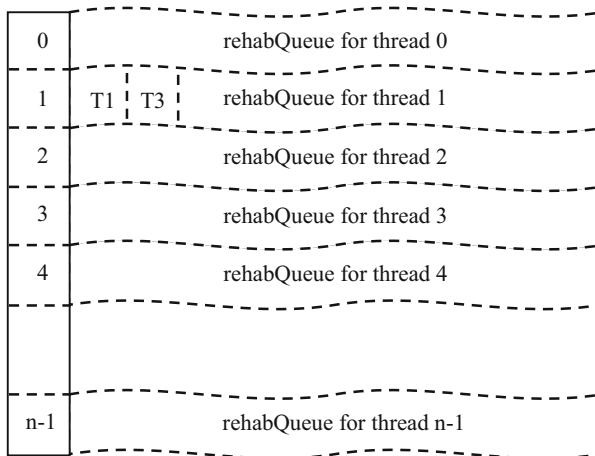 0 rehabQueue for thread 0
1 T1 T3 rehabQueue for thread 1
2 rehabQueue for thread 2
3 rehabQueue for thread 3
4 rehabQueue for thread 4
n-1 rehabQueue for thread n-1